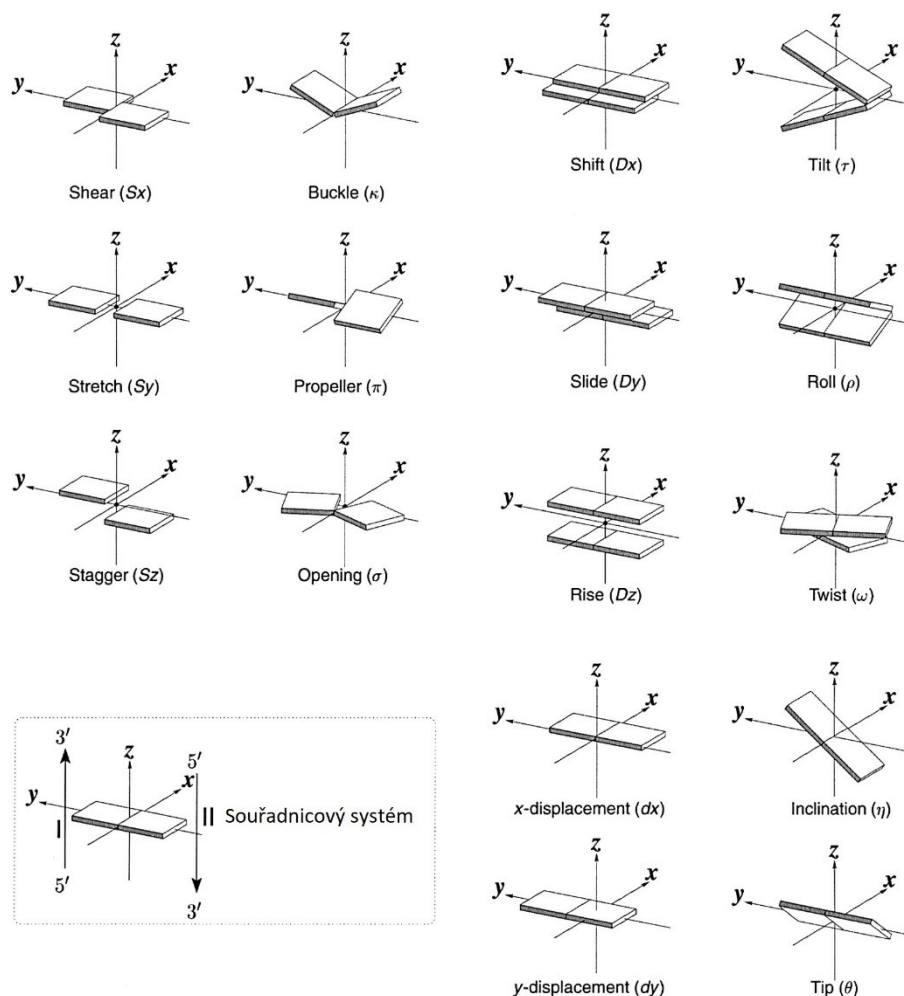 z
x
y
Shear (Sx)
z
x
y
Buckle (κ)
z
x
y
Shift (Dx)
z
x
y
Tilt (τ)
z
x
y
Stretch (Sy)
z
x
y
Propeller (π)
z
x
y
Slide (Dy)
z
x
y
Roll (ρ)
z
x
y
Stagger (Sz)
z
x
y
Opening (σ)
z
x
y
Rise (Dz)
z
x
y
Twist (ω)
z
x
y
x-displacement (dx)
z
x
y
Inclination (η)
3′
z
5′
x
y
I
II Souřadnicový systém
5′
3′
z
x
y
y-displacement (dy)
z
x
y
Tip (θ)